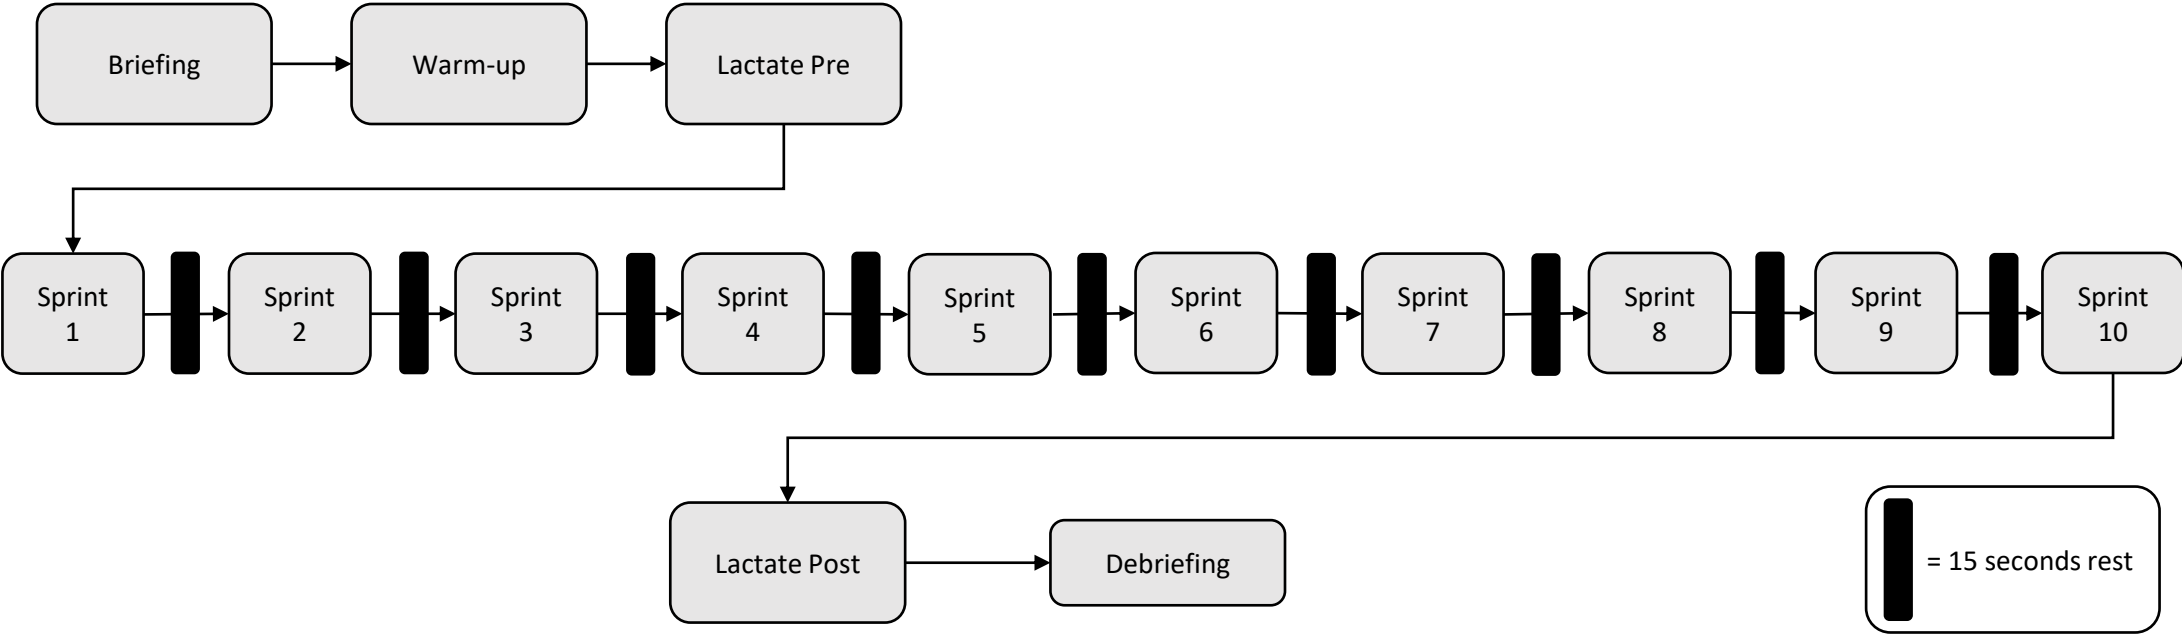 Briefing
Warm-up
Lactate Pre
Sprint
1
Sprint
2
Sprint
3
Sprint
4
Sprint
5
Sprint
6
Sprint
7
Sprint
8
Sprint
9
Sprint
10
Lactate Post
Debriefing
= 15 seconds rest